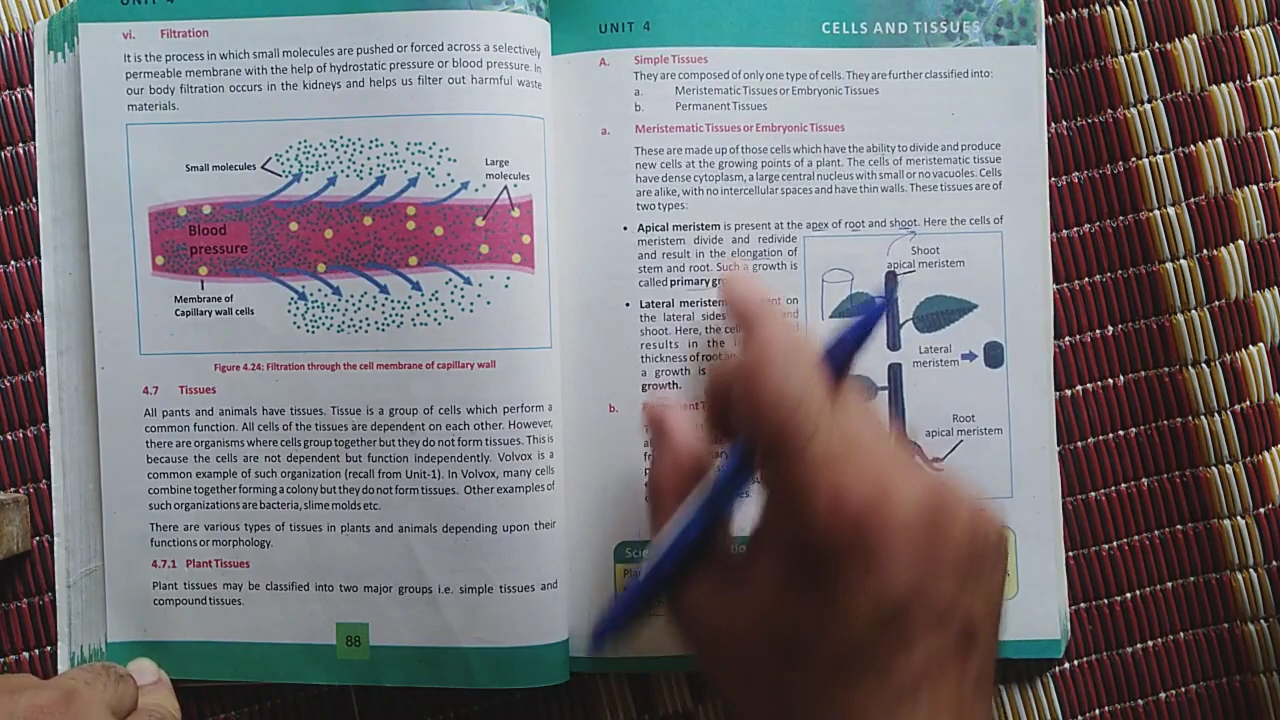 UNIT 4
vi. Filtration
It is the process in which small molecules are pushed or forced across a selectively
permeable membrane with the help of hydrostatic pressure or blood pressure. In
our body filtration occurs in the kidneys and helps us filter out harmful waste
materials.
Small molecules
Large
molecules
Blood
pressure
Membrane of
Capillary wall cells
Figure 4.24: Filtration through the cell membrane of capillary wall
4.7 Tissues
All pants and animals have tissues. Tissue is a group of cells which perform a
common function. All cells of the tissues are dependent on each other. However,
there are organisms where cells group together but they do not form tissues. This is
because the cells are not dependent but function independently. Volvox is a
common example of such organization (recall from Unit-1). In Volvox, many cells
combine together forming a colony but they do not form tissues. Other examples of
such organizations are bacteria, slime molds etc.
There are various types of tissues in plants and animals depending upon their
functions or morphology.
4.7.1 Plant Tissues
Plant tissues may be classified into two major groups i.e. simple tissues and
compound tissues.
88
UNIT 4 CELLS AND TISSUES
A. Simple Tissues
They are composed of only one type of cells. They are further classified into:
a. Meristematic Tissues or Embryonic Tissues
b. Permanent Tissues
a. Meristematic Tissues or Embryonic Tissues
These are made up of those cells which have the ability to divide and produce
new cells at the growing points of a plant. The cells of meristematic tissue
have dense cytoplasm, a large central nucleus with small or no vacuoles. Cells
are alike, with no intercellular spaces and have thin walls. These tissues are of
two types:
• Apical meristem is present at the apex of root and shoot. Here the cells of
meristem divide and redivide
and result in the elongation of
stem and root. Such a growth is
called primary
• Lateral meristem on
the lateral sides
shoot. Here, the
results in the
thickness of root
a growth is
growth.
b.
Shoot
apical meristem
Lateral
meristem
Root
apical meristem